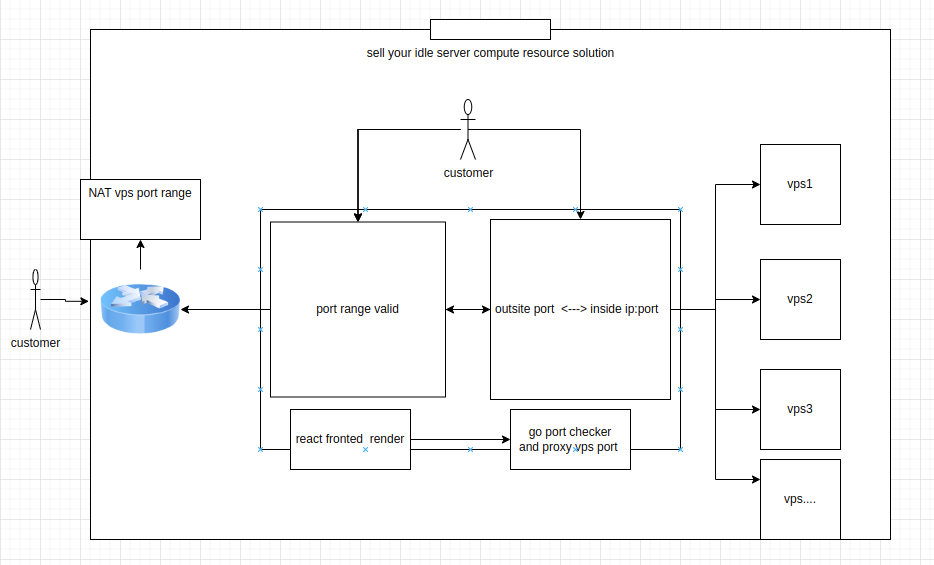 sell your idle server compute resource solution
customer
NAT vps port range
vps1
customer
port range valid
outsite port <---> inside ip:port
vps2
react fronted render
go port checker
and proxy vps port
vps3
vps....